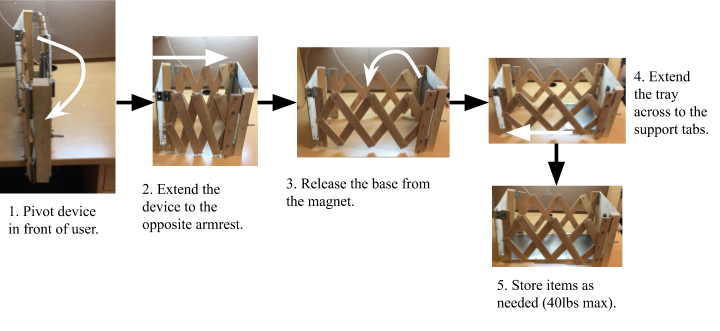 1. Pivot device
in front of user.
2. Extend the
device to the
opposite armrest.
3. Release the base from
the magnet.
4. Extend
the tray
across to the
support tabs.
5. Store items as
needed (40lbs max).